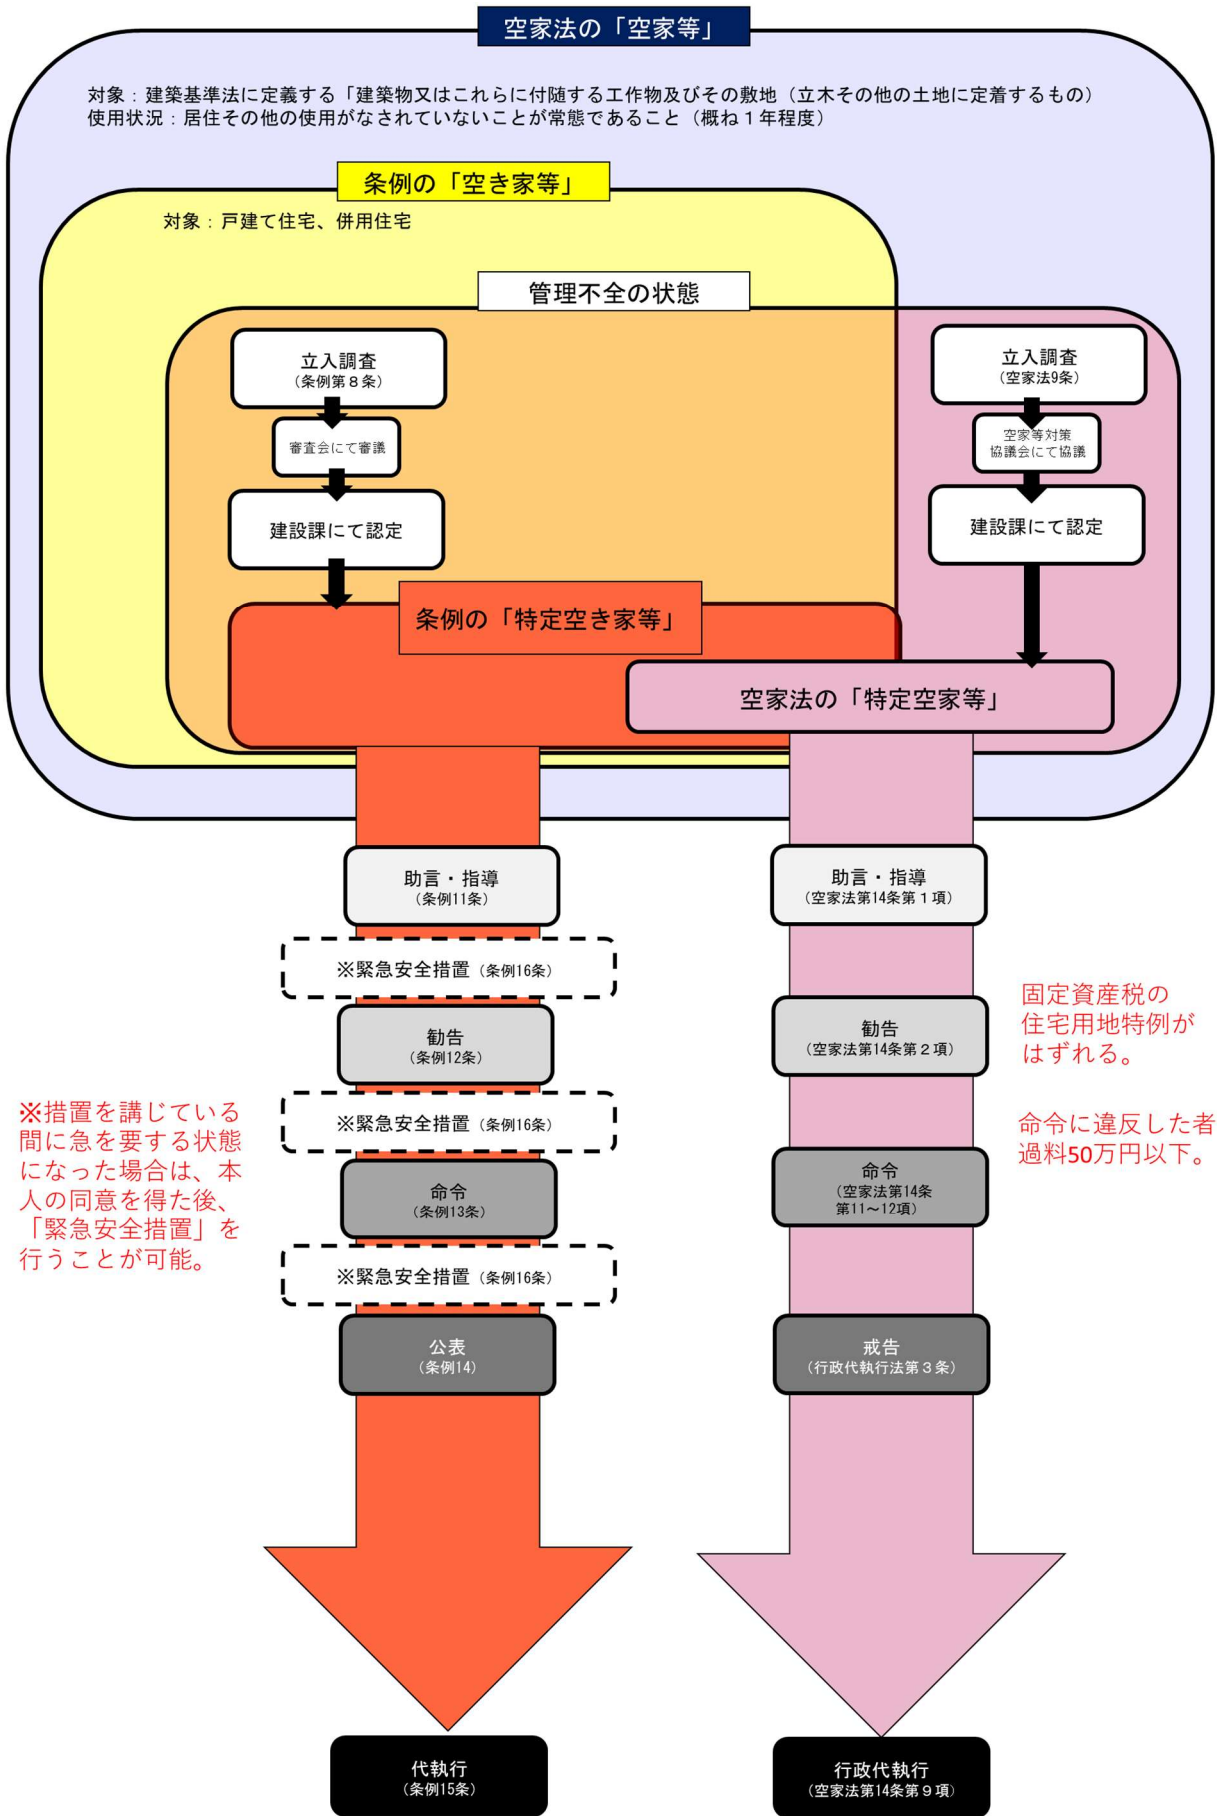 空家法の「空家等」
対象：建築基準法に定義する「建築物又はこれらに付随する工作物及びその敷地（立木その他の土地に定着するもの）
使用状況：居住その他の使用がなされていないことが常態であること（概ね１年程度）
条例の「空き家等」
対象：戸建て住宅、併用住宅
管理不全の状態
立入調査
（条例第８条）
審査会にて審議
建設課にて認定
条例の「特定空き家等」
立入調査
（空家法9条）
空家等対策
協議会にて協議
建設課にて認定
空家法の「特定空家等」
助言・指導
（条例11条）
※緊急安全措置（条例16条）
勧告
（条例12条）
※緊急安全措置（条例16条）
命令
（条例13条）
※緊急安全措置（条例16条）
公表
（条例14）
代執行
（条例15条）
※措置を講じている
間に急を要する状態
になった場合は、本
人の同意を得た後、
「緊急安全措置」を
行うことが可能。
助言・指導
（空家法第14条第１項）
勧告
（空家法第14条第２項）
命令
（空家法第14条
第11～12項）
戒告
（行政代執行法第３条）
行政代執行
（空家法第14条第９項）
固定資産税の
住宅用地特例が
はずれる。
命令に違反した者
過料50万円以下。